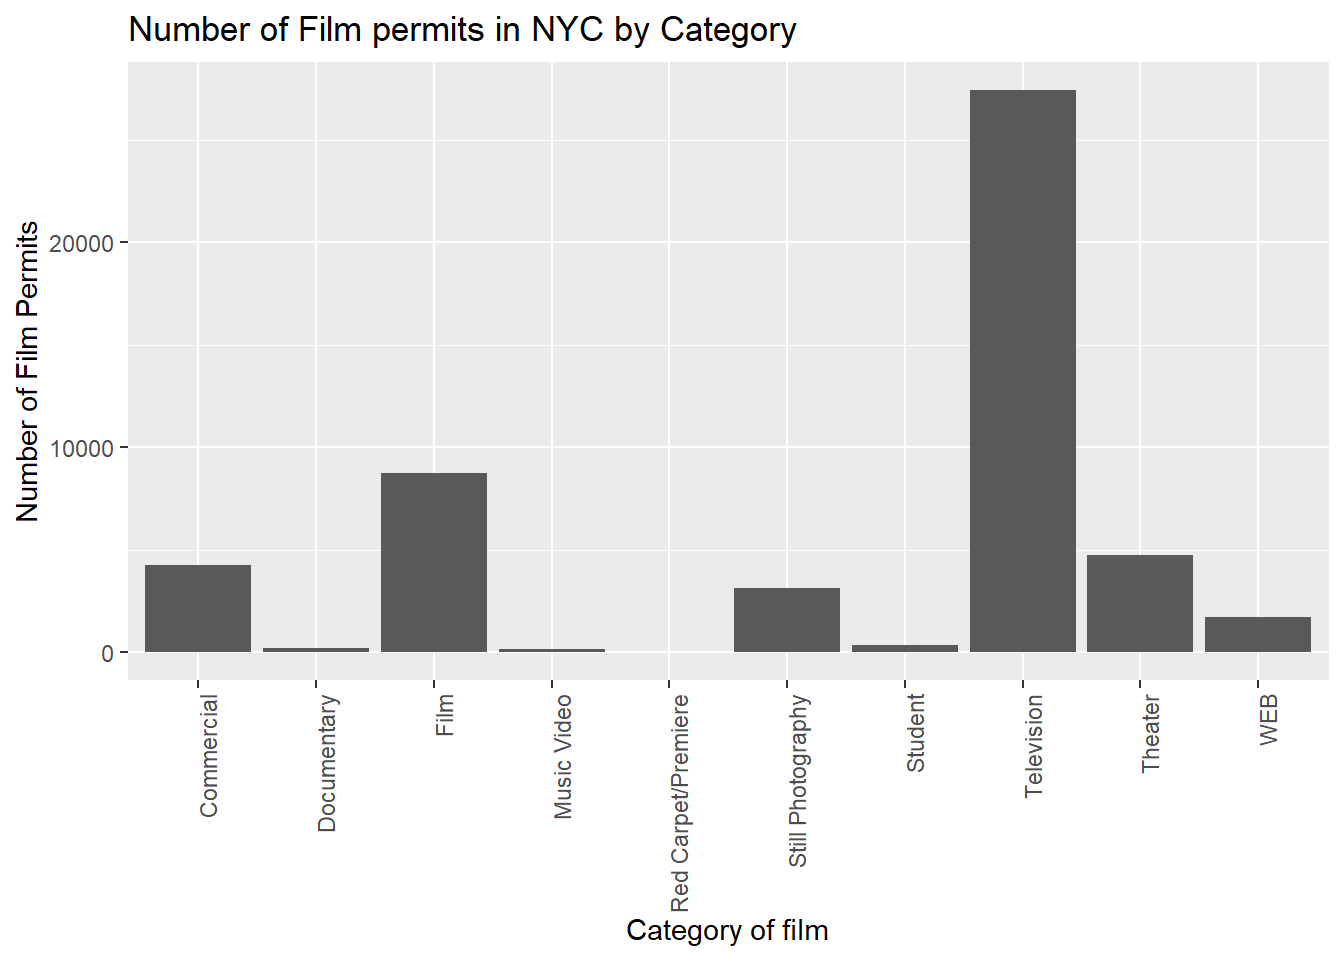 Number of Film permits in NYC by Category
Number of Film Permits
20000
10000
0
Commercial
Documentary
Film
Music Video
Red Carpet/Premiere
Still Photography
Student
Television
Theater
WEB
Category of film